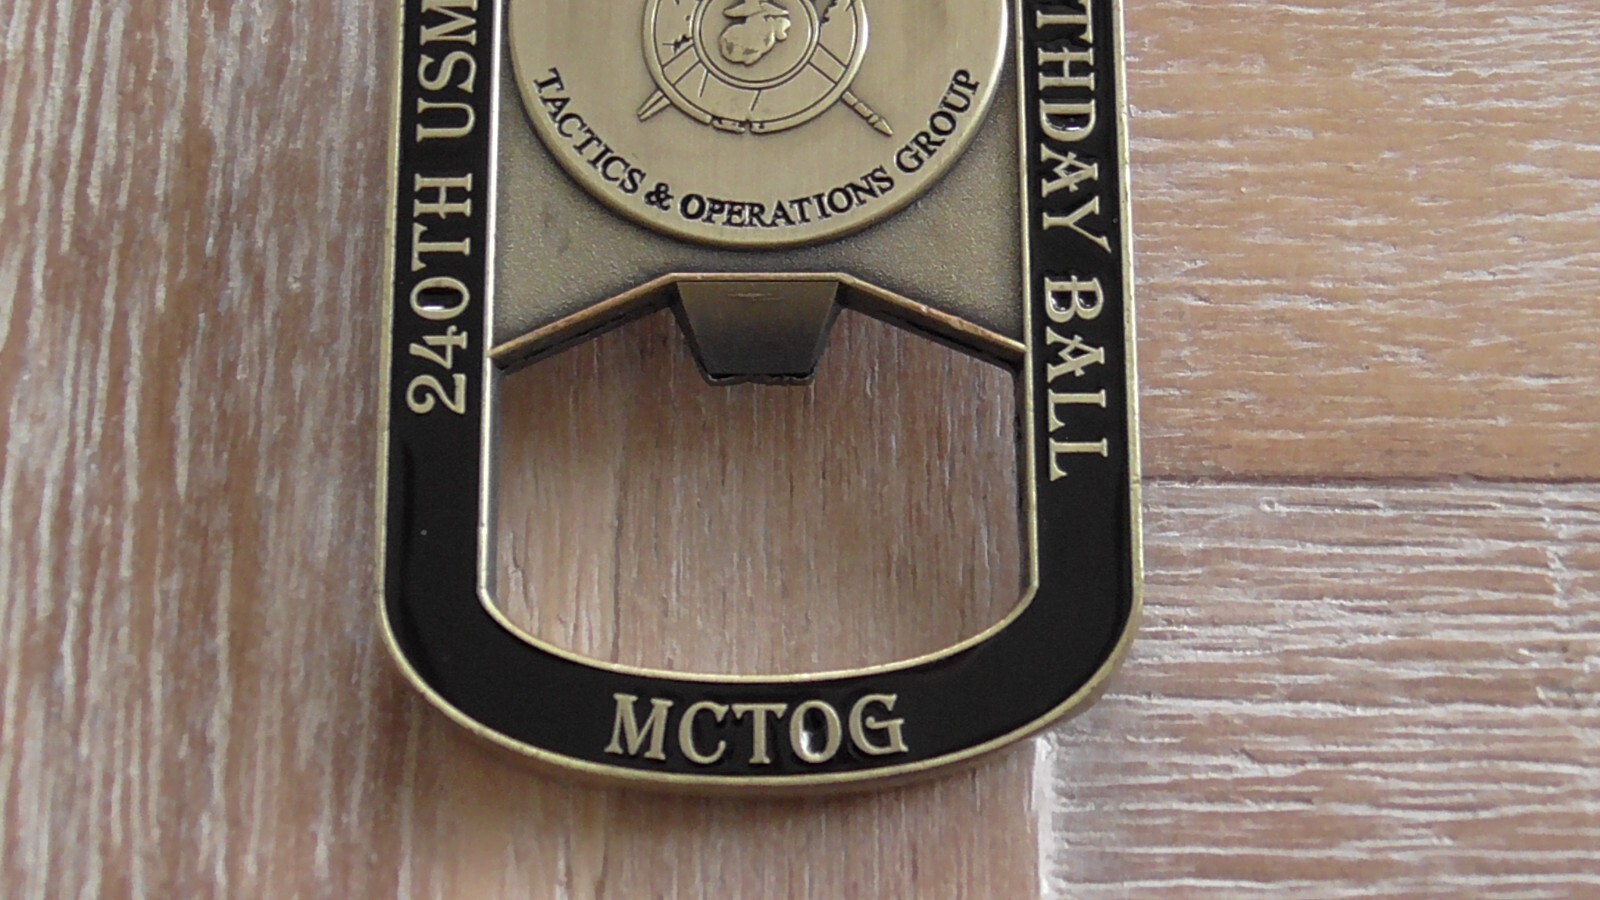 240TH USM
TACTICS & OPERATIONS GROUP
THDAY BALL
MCTOG